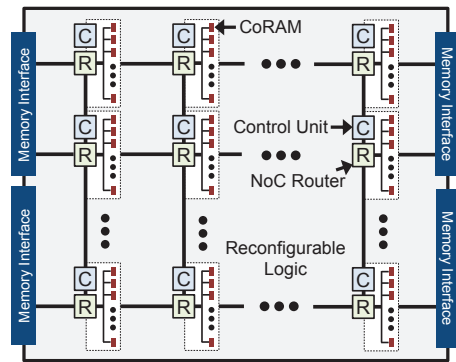 C
C
C
CoRAM
R
R
R
Memory Interface
Memory Interface
C
C
Control Unit
C
R
R
NoC Router
R
Memory Interface
Memory Interface
Reconfigurable
Logic
C
C
C
R
R
R